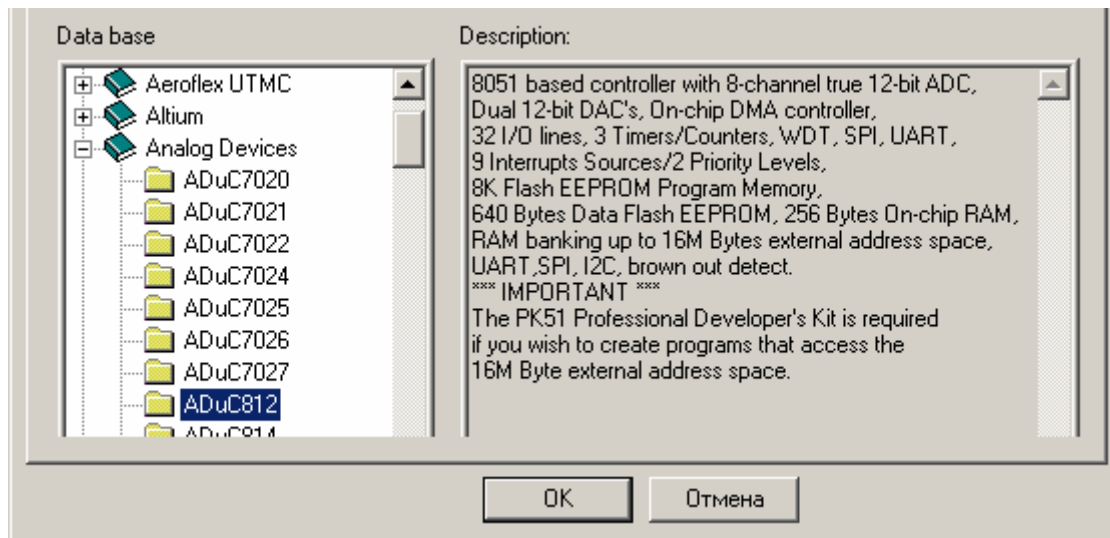 Data base
Aeroflex UTMC
Altium
Analog Devices
ADuC7020
ADuC7021
ADuC7022
ADuC7024
ADuC7025
ADuC7026
ADuC7027
ADuC812
ADuC814
Description:
8051 based controller with 8-channel true 12-bit ADC,
Dual 12-bit DAC's, On-chip DMA controller,
32 I/O lines, 3 Timers/Counters, WDT, SPI, UART,
9 Interrupts Sources/2 Priority Levels,
8K Flash EEPROM Program Memory,
640 Bytes Data Flash EEPROM, 256 Bytes On-chip RAM,
RAM banking up to 16M Bytes external address space,
UART,SPI, I2C, brown out detect.
*** IMPORTANT ***
The PK51 Professional Developer's Kit is required
if you wish to create programs that access the
16M Byte external address space.
OK
Отмена